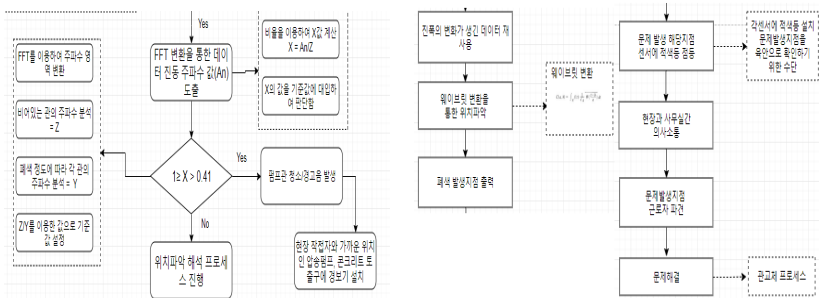 Yes
FFT를 이용하여 주파수 영
역 변환
비어있는 관의 주파수 분석
= Z
폐색 정도에 따라 각 관의
주파수 분석 = Y
Z/Y를 이용한 값으로 기준
값 설정
FFT 변환을 통한 데이
터 진동 주파수 값(An)
도출
비율을 이용하여 X값 계산
X = An/Z
X의 값을 기준값에 대입하
여 판단함
1≥ X > 0.41
Yes
펌프관 청소/경고음 발생
No
위치파악 해석 프로세
스 진행
현장 작접자와 가까운 위치
인 압송펌프, 콘크리트 토
출구에 경보기 설치
진폭의 변화가 생긴 데이터 재
사용
웨이브릿 변환을
통한 위치파악
폐색 발생지점 출력
웨이브릿 변환
문제 발생 해당지점
센서에 적색등 점등
현장과 사무실간
의사소통
문제발생지점
근로자 파견
문제해결
각센서에 적색등 설치
문제발생지점을
육안으로 확인하기
위한 수단
관교체 프로세스